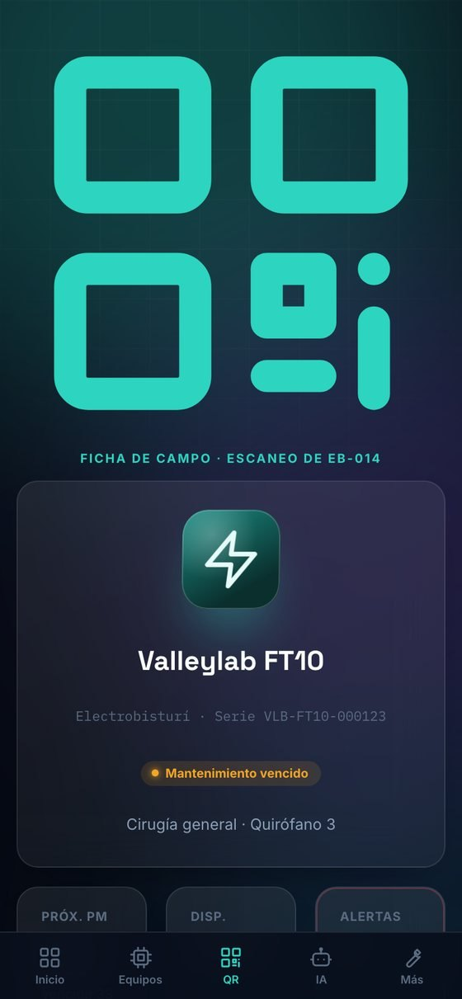 FICHA DE CAMPO · ESCANEO DE EB-014
Valleylab FT10
Electrobisturí · Serie VLB-FT10-000123
Mantenimiento vencido
Cirugía general · Quirófano 3
PRÓX. PM
DISP.
ALERTAS
Inicio
Equipos
QR
IA
Más